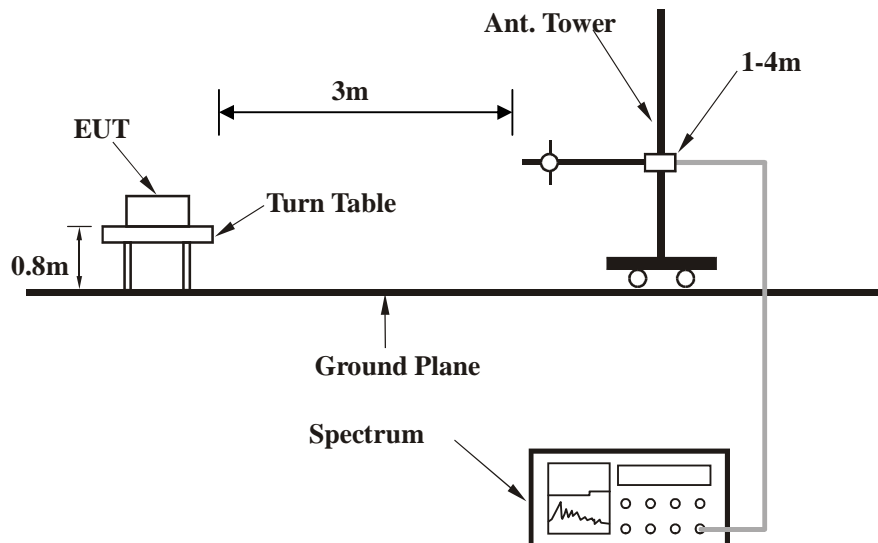 Ant. Tower
1-4m
3m
EUT
Turn Table
0.8m
Ground Plane
Spectrum